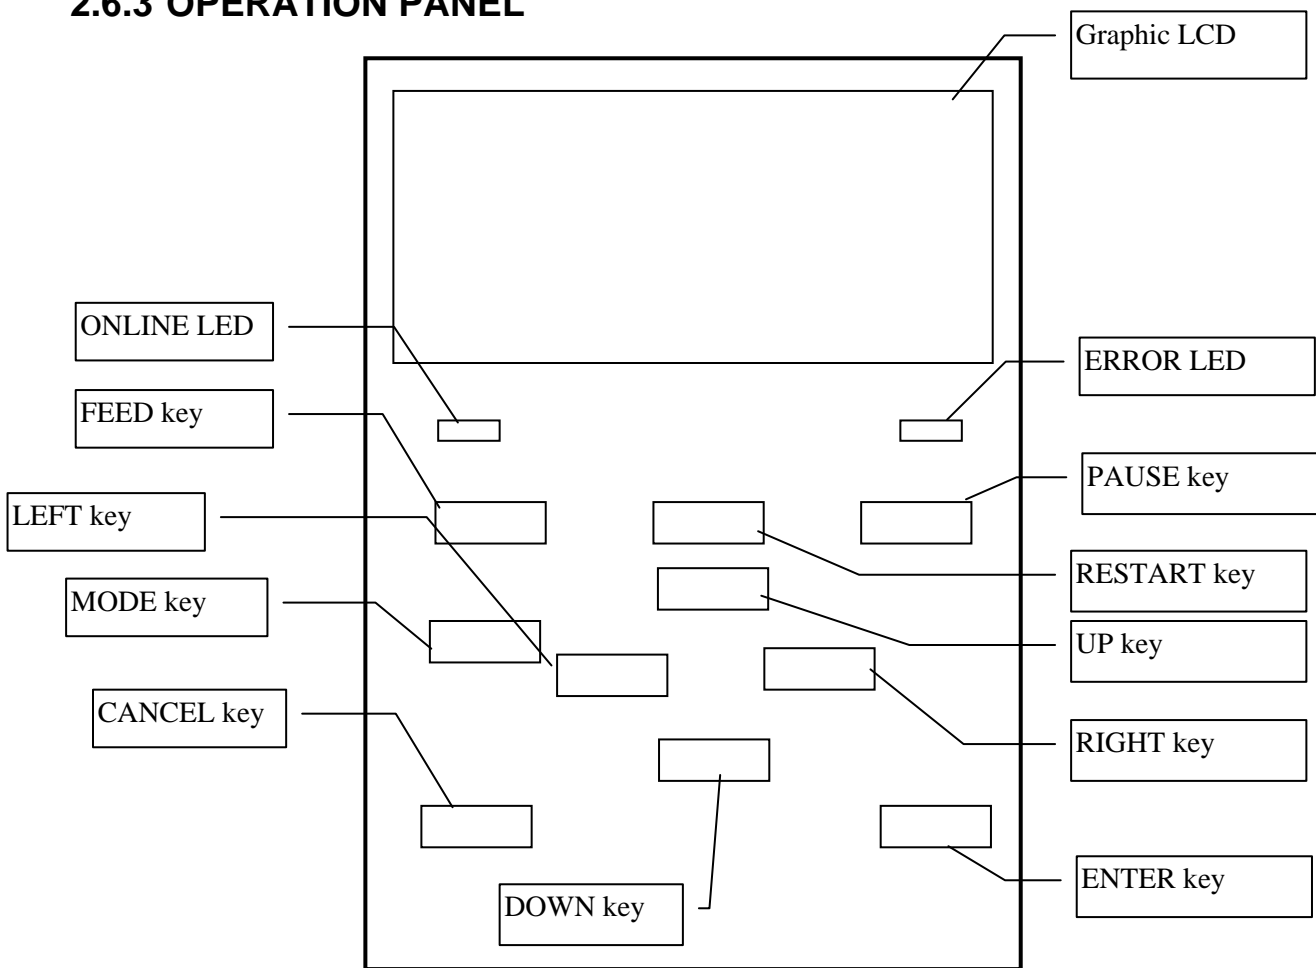 2.6.3 OPERATION PANEL
Graphic LCD
ONLINE LED
ERROR LED
FEED key
PAUSE key
LEFT key
RESTART key
MODE key
UP key
CANCEL key
RIGHT key
ENTER key
DOWN key